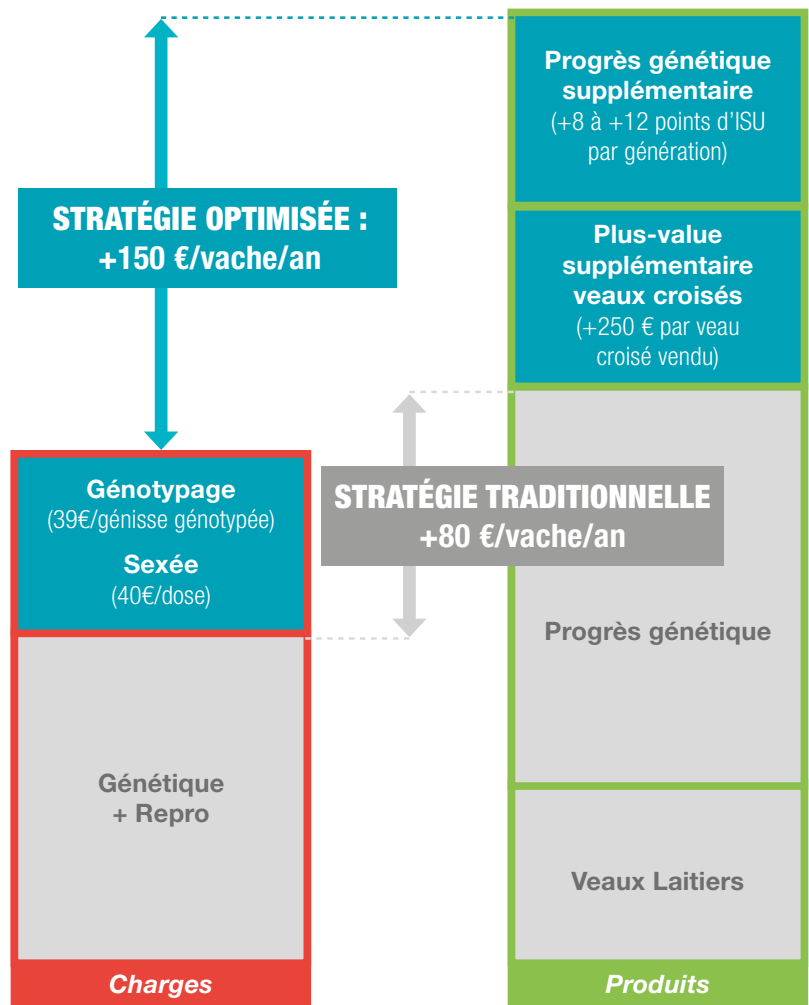 Progrès génétique
supplémentaire
(+8 à +12 points d’ISU
par génération)
STRATÉGIE OPTIMISÉE :
+150 €/vache/an
Plus-value
supplémentaire
veaux croisés
(+250 € par veau
croisé vendu)
Génotypage
(39€/génisse génotypée)
Sexée
(40€/dose)
STRATÉGIE TRADITIONNELLE
+80 €/vache/an
Progrès génétique
Génétique
+ Repro
Veaux Laitiers
Charges
Produits